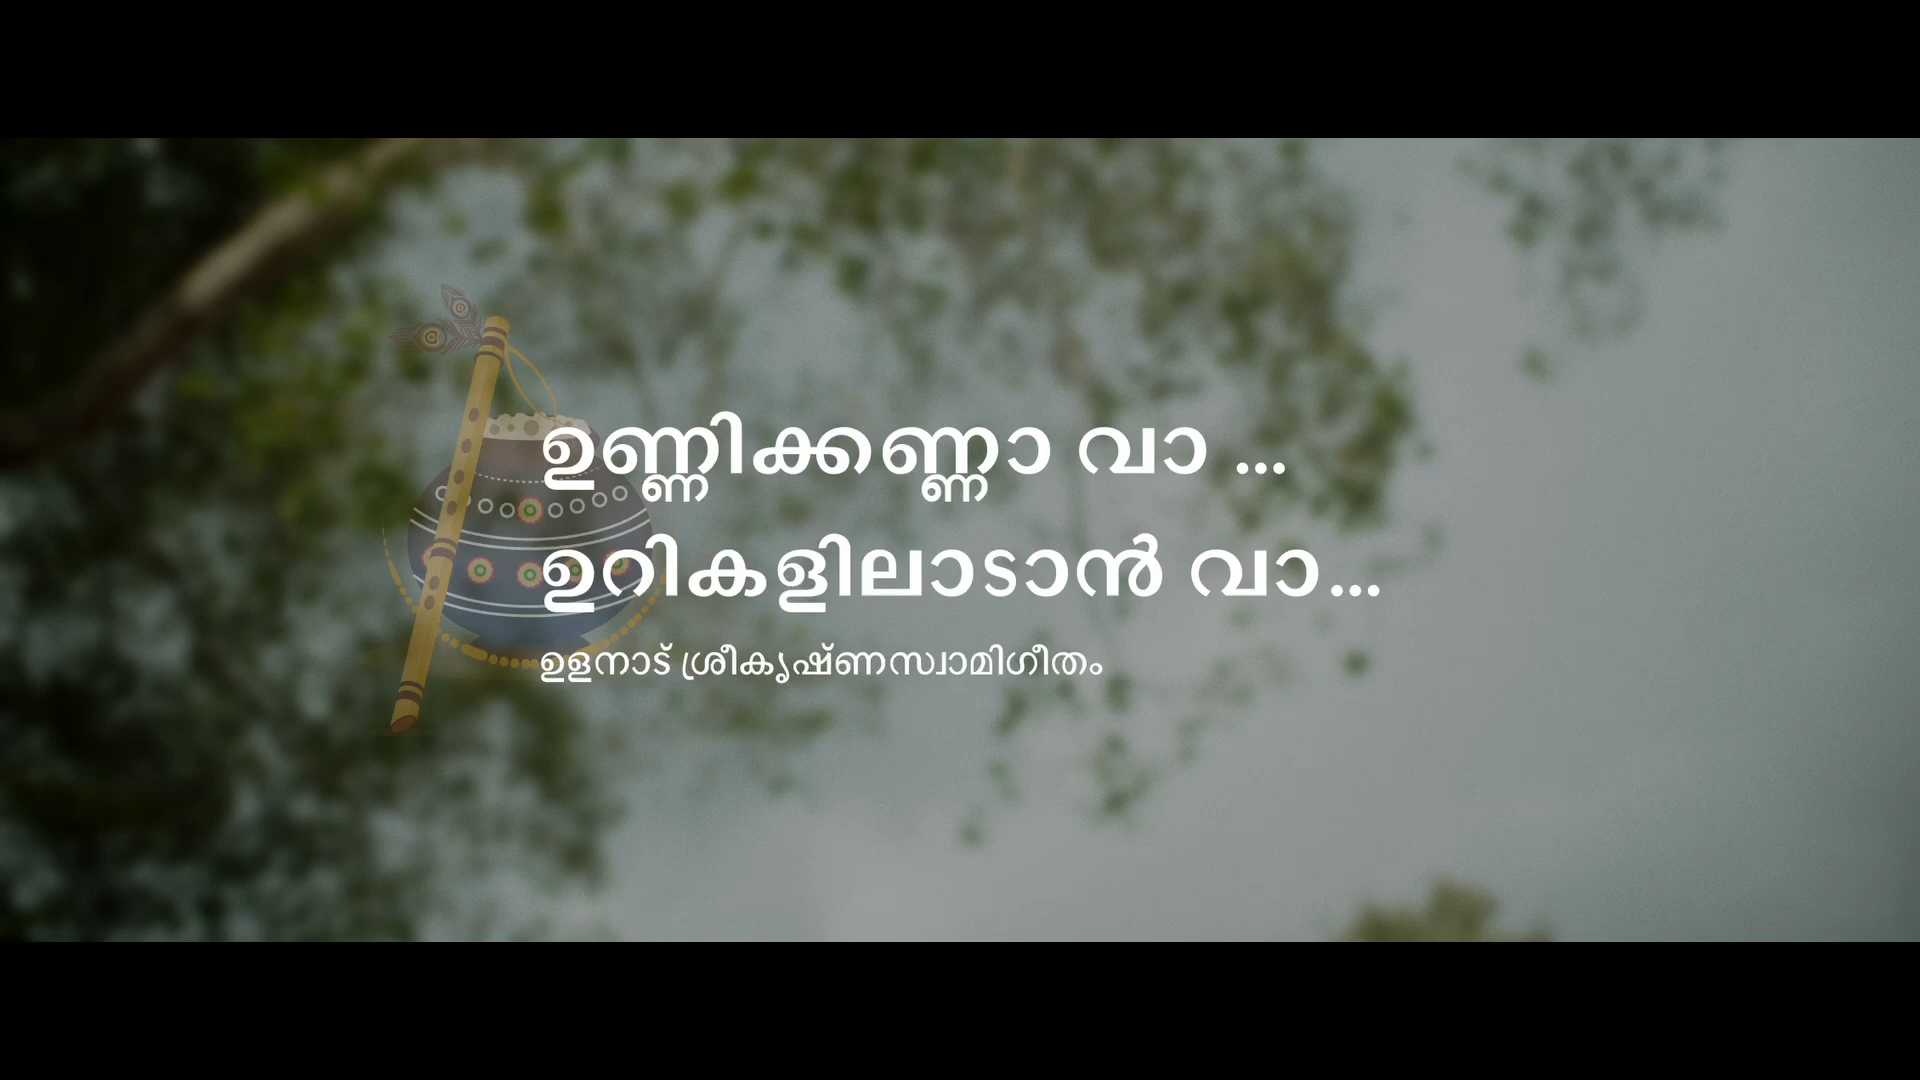 ഉണ്ണിക്കണ്ണാ വാ ...
ഉറികളിലാടാൻ വാ...
ഉളനാട് ശ്രീകൃഷ്ണസ്വാമിഗീതം